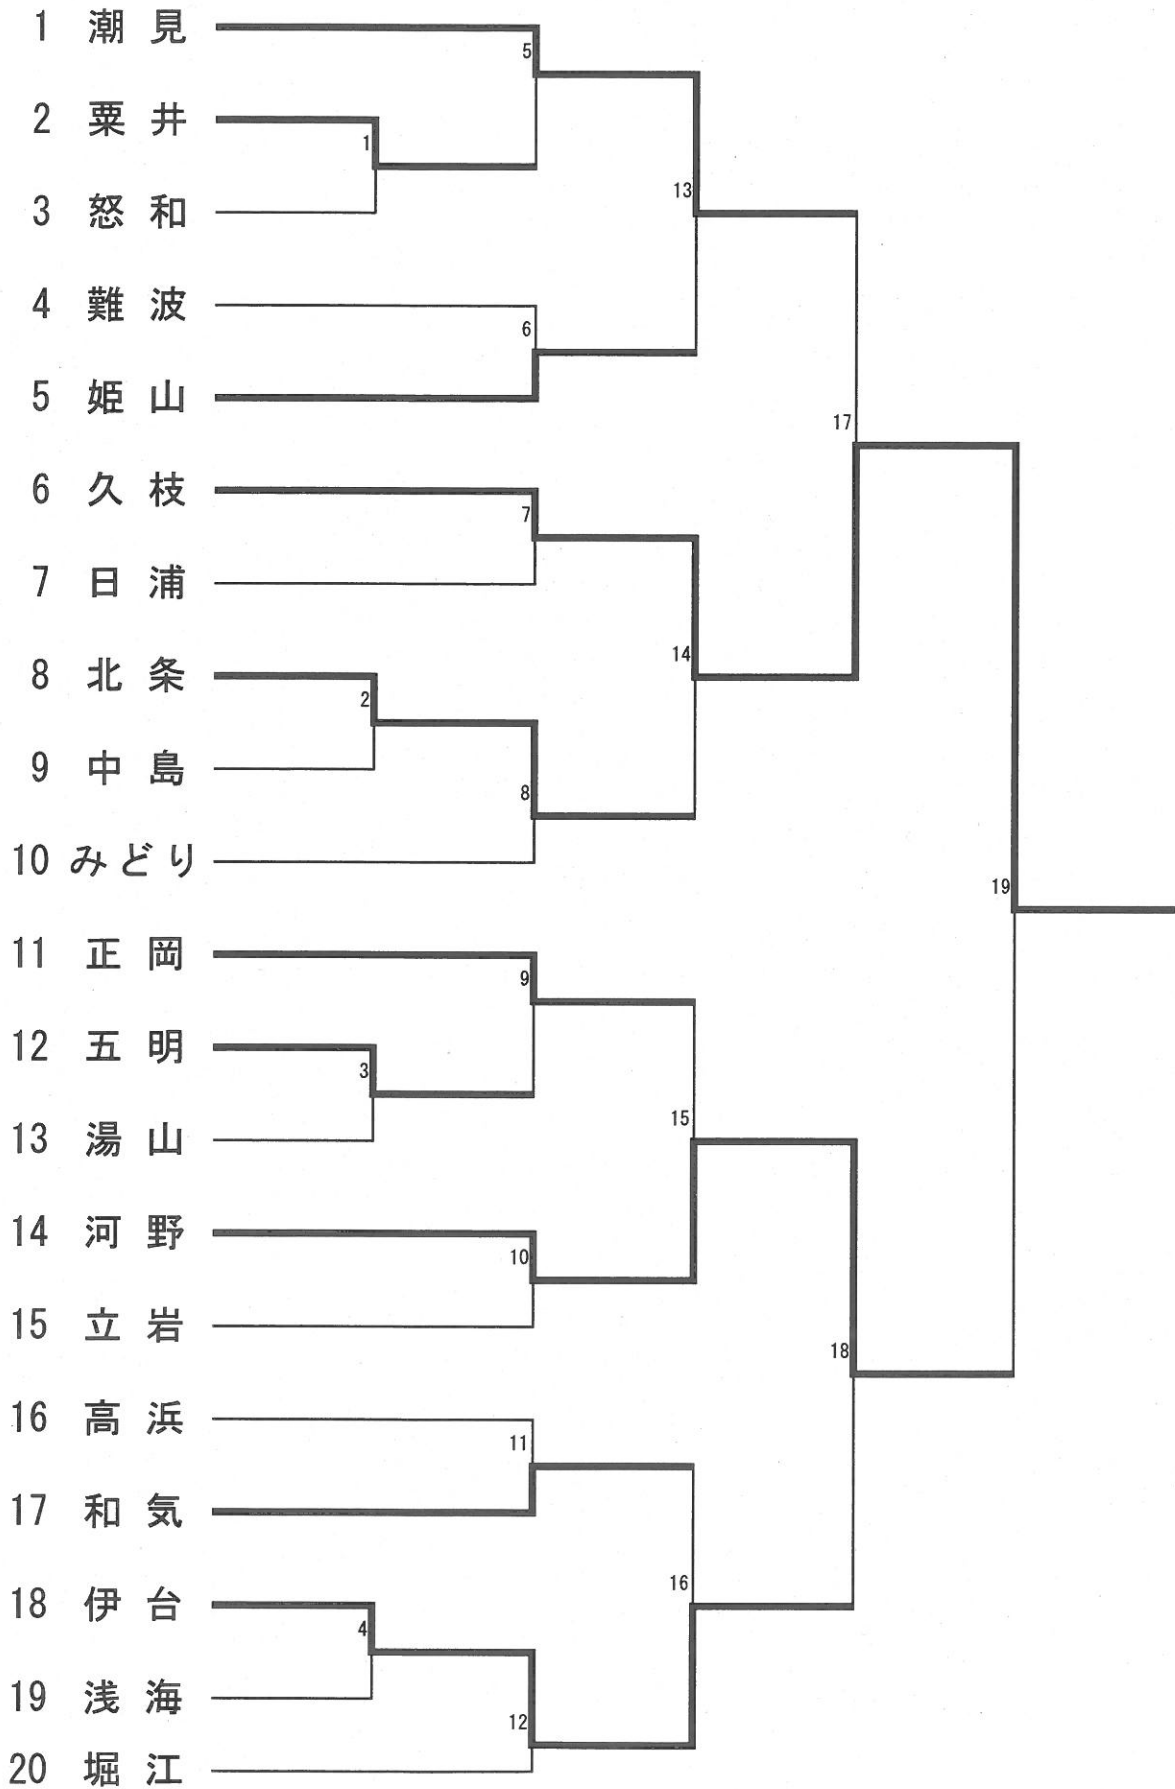 1 潮見
5
2 粟井
1
13
3 怒和
4 難波
6
5 姫山
17
6 久枝
7
7 日浦
14
8 北条
2
9 中島
8
10 みどり
19
11 正岡
9
12 五明
3
15
13 湯山
14 河野
10
15 立岩
18
16 高浜
11
17 和気
16
18 伊台
4
19 浅海
12
20 堀江